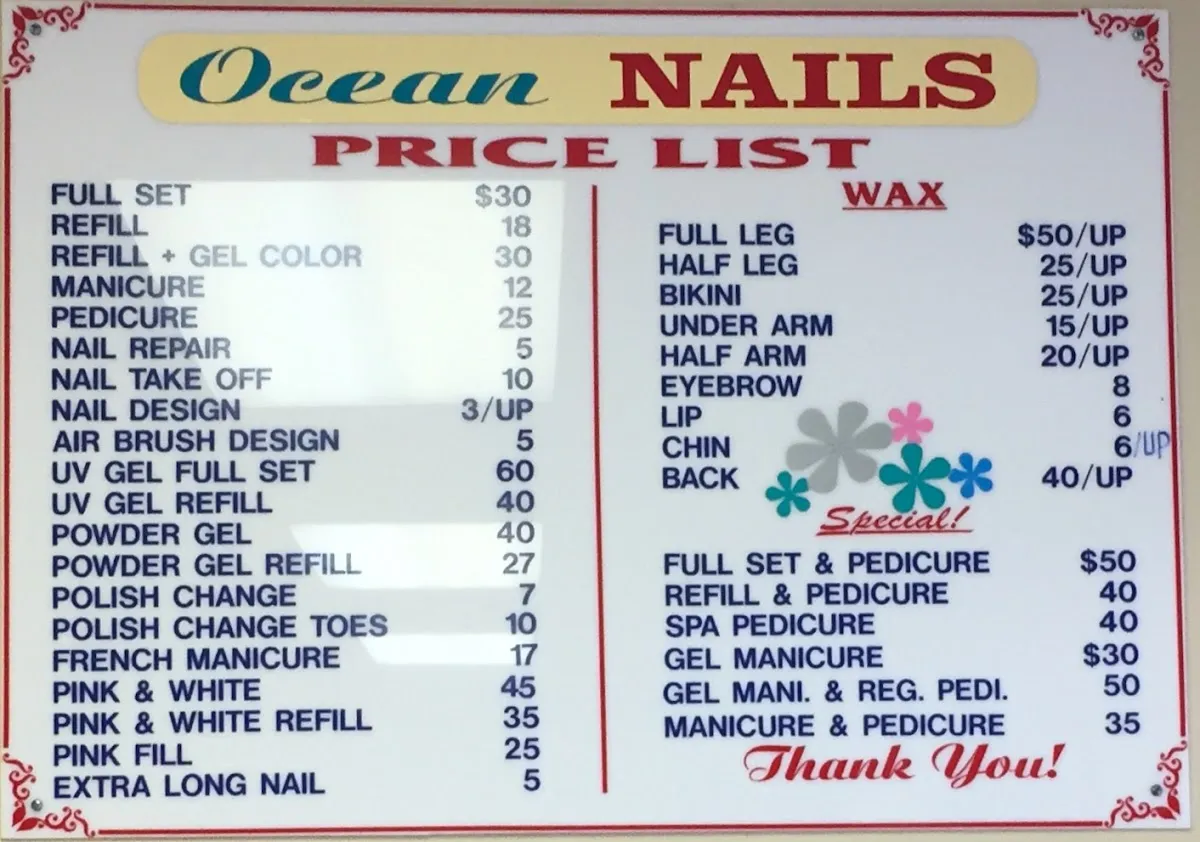 Ocean NAILS
PRICE LIST
FULL SET $30
REFILL 18
REFILL + GEL COLOR 30
MANICURE 12
PEDICURE 25
NAIL REPAIR 5
NAIL TAKE OFF 10
NAIL DESIGN 3/UP
AIR BRUSH DESIGN 5
UV GEL FULL SET 60
UV GEL REFILL 40
POWDER GEL 40
POWDER GEL REFILL 27
POLISH CHANGE 7
POLISH CHANGE TOES 10
FRENCH MANICURE 17
PINK & WHITE 45
PINK & WHITE REFILL 35
PINK FILL 25
EXTRA LONG NAIL 5
WAX
FULL LEG $50/UP
HALF LEG 25/UP
BIKINI 25/UP
UNDER ARM 15/UP
HALF ARM 20/UP
EYEBROW 8
LIP 6
CHIN 6/UP
BACK 40/UP
Special!
FULL SET & PEDICURE $50
REFILL & PEDICURE 40
SPA PEDICURE 40
GEL MANICURE $30
GEL MANI. & REG. PEDI. 50
MANICURE & PEDICURE 35
Thank You!